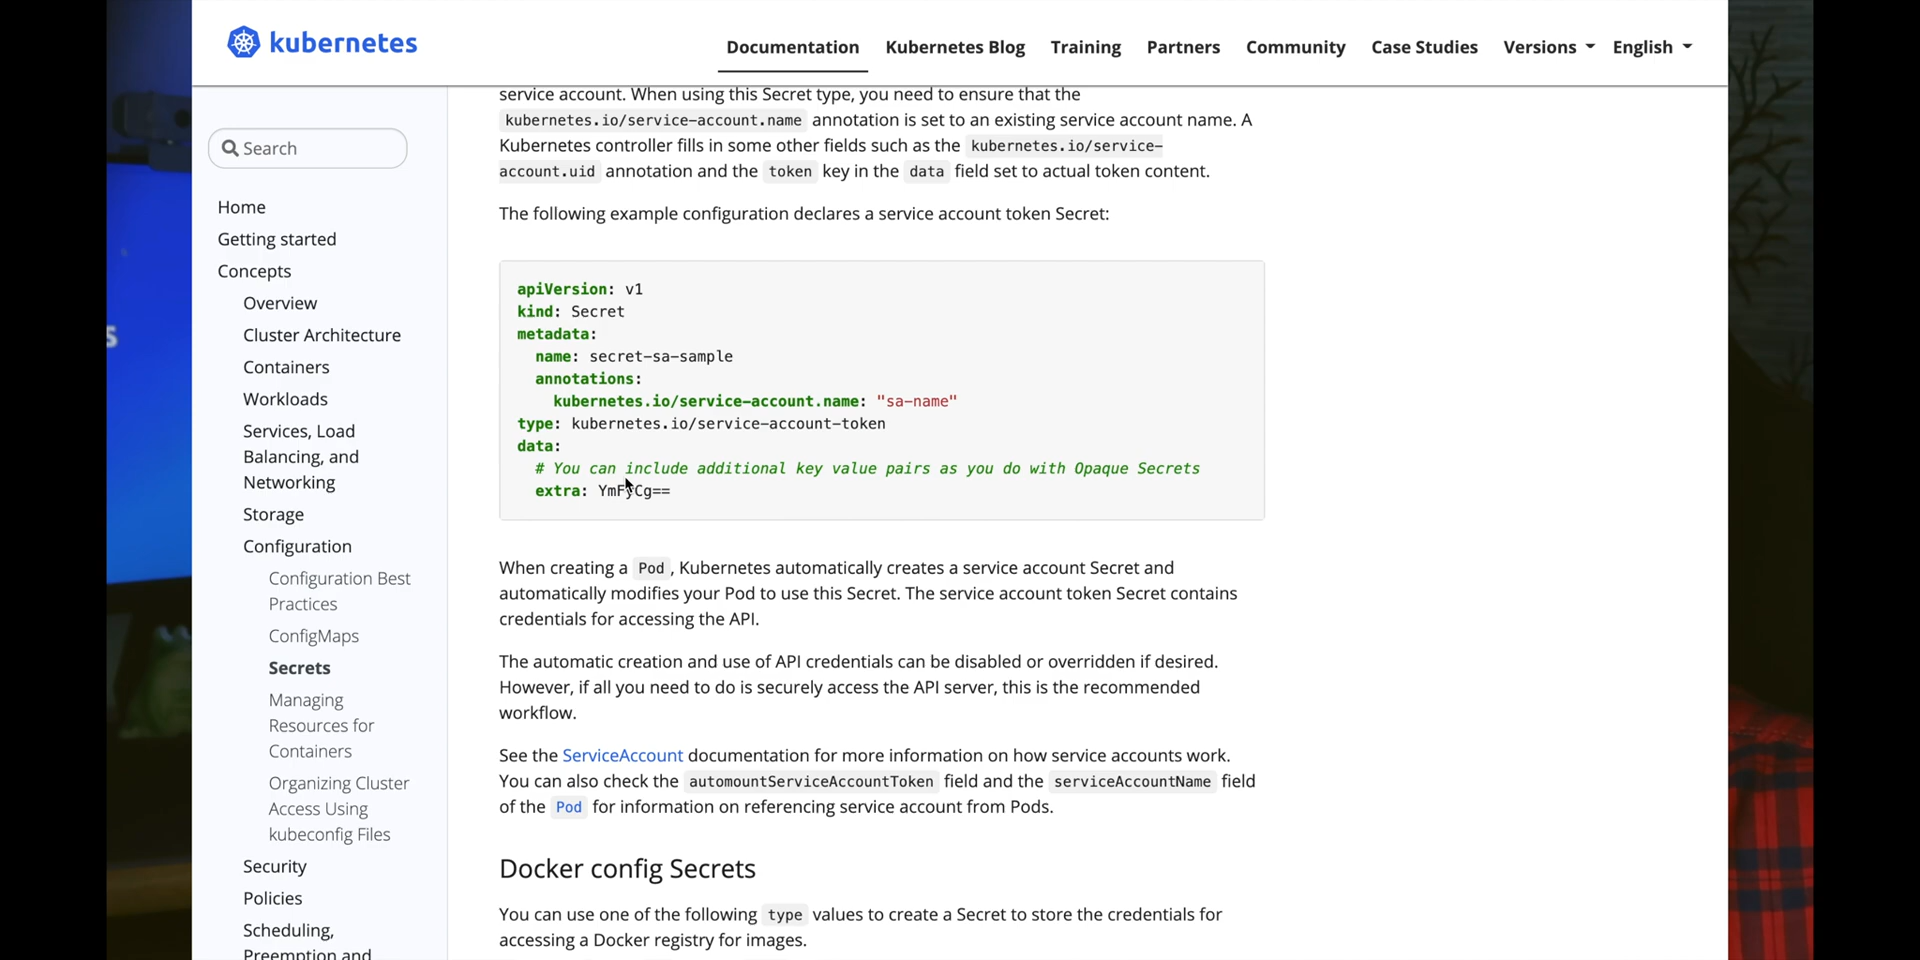 kubernetes
Documentation
Kubernetes Blog
Training
Partners
Community
Case Studies
Versions
English
Search
Home
Getting started
Concepts
Overview
Cluster Architecture
Containers
Workloads
Services, Load
Balancing, and
Networking
Storage
Configuration
Configuration Best
Practices
ConfigMaps
Secrets
Managing
Resources for
Containers
Organizing Cluster
Access Using
kubeconfig Files
Security
Policies
Scheduling,
Preemption and
service account. When using this Secret type, you need to ensure that the
kubernetes.io/service-account.name annotation is set to an existing service account name. A
Kubernetes controller fills in some other fields such as the kubernetes.io/service-
account.uid annotation and the token key in the data field set to actual token content.
The following example configuration declares a service account token Secret:
apiVersion: v1
kind: Secret
metadata:
name: secret-sa-sample
annotations:
kubernetes.io/service-account.name: "sa-name"
type: kubernetes.io/service-account-token
data:
# You can include additional key value pairs as you do with Opaque Secrets
extra: YmFyCg==
When creating a Pod, Kubernetes automatically creates a service account Secret and
automatically modifies your Pod to use this Secret. The service account token Secret contains
credentials for accessing the API.
The automatic creation and use of API credentials can be disabled or overridden if desired.
However, if all you need to do is securely access the API server, this is the recommended
workflow.
See the ServiceAccount documentation for more information on how service accounts work.
You can also check the automountServiceAccountToken field and the serviceAccountName field
of the Pod for information on referencing service account from Pods.
Docker config Secrets
You can use one of the following type values to create a Secret to store the credentials for
accessing a Docker registry for images.